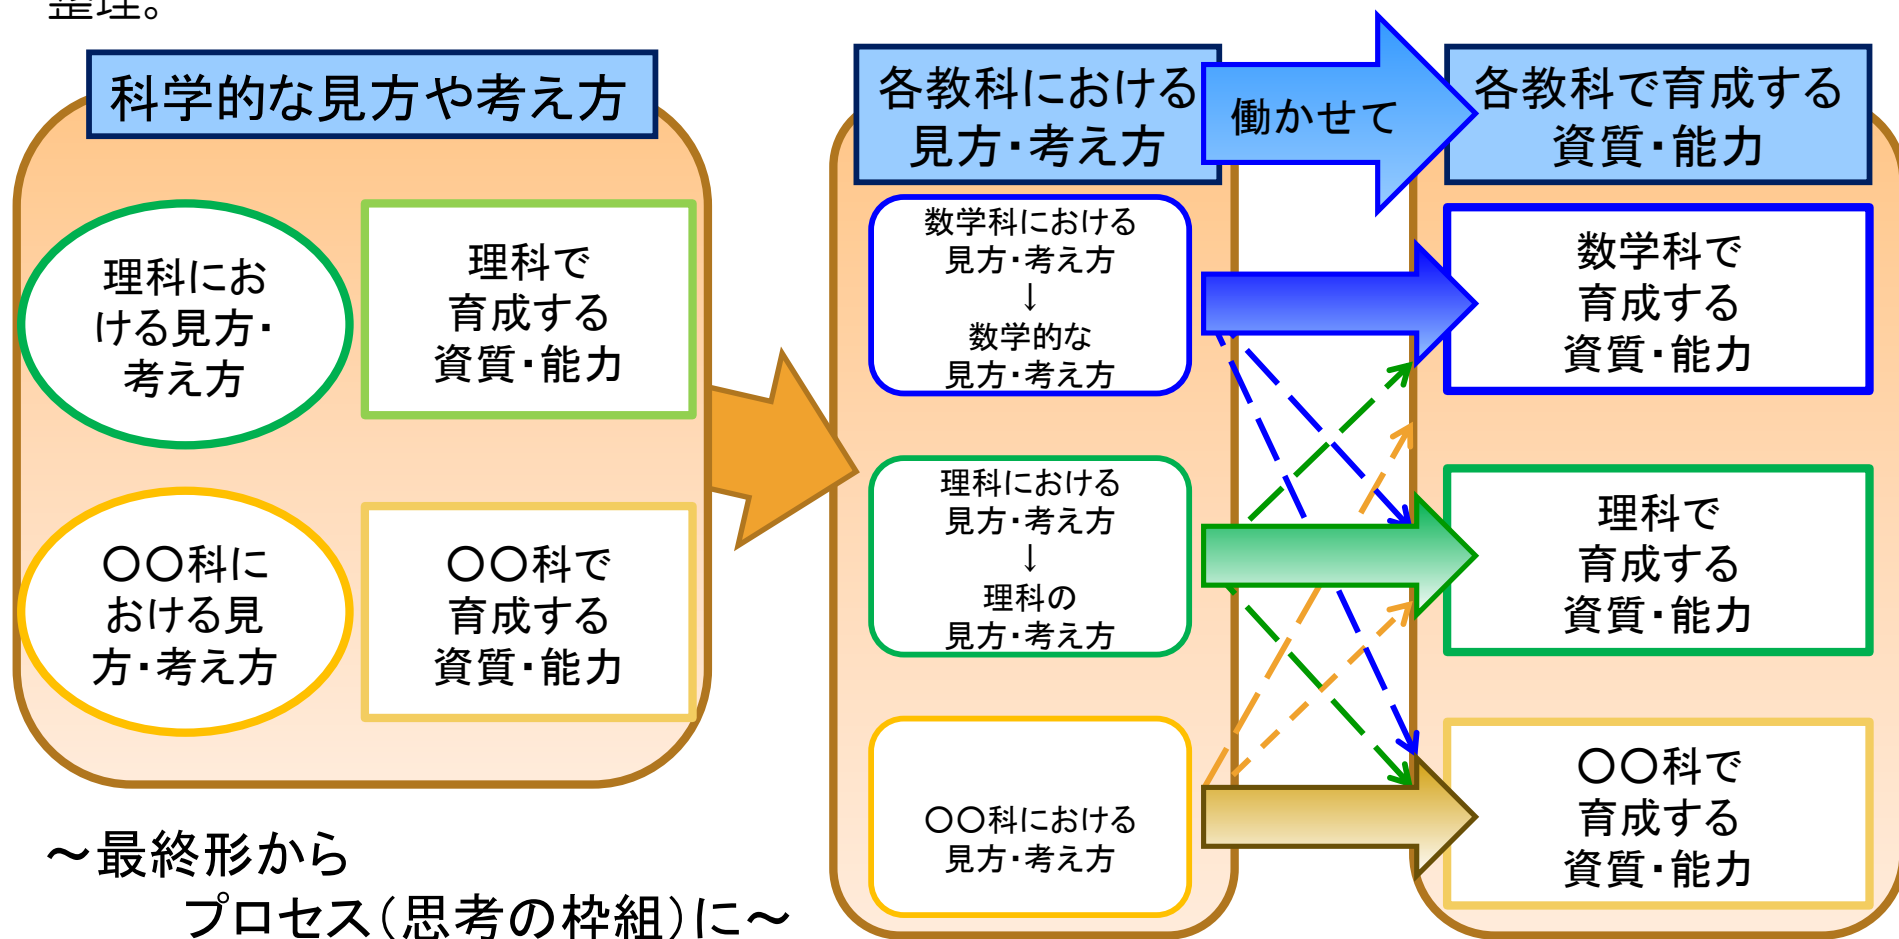 整理。
科学的な見方や考え方
理科にお
ける見方・
考え方
理科で
育成する
資質・能力
〇〇科に
おける見
方・考え方
〇〇科で
育成する
資質・能力
～最終形から
プロセス（思考の枠組）に～
各教科における
見方・考え方
働かせて
各教科で育成する
資質・能力
数学科における
見方・考え方
↓
数学的な
見方・考え方
数学科で
育成する
資質・能力
理科における
見方・考え方
↓
理科の
見方・考え方
理科で
育成する
資質・能力
〇〇科における
見方・考え方
〇〇科で
育成する
資質・能力